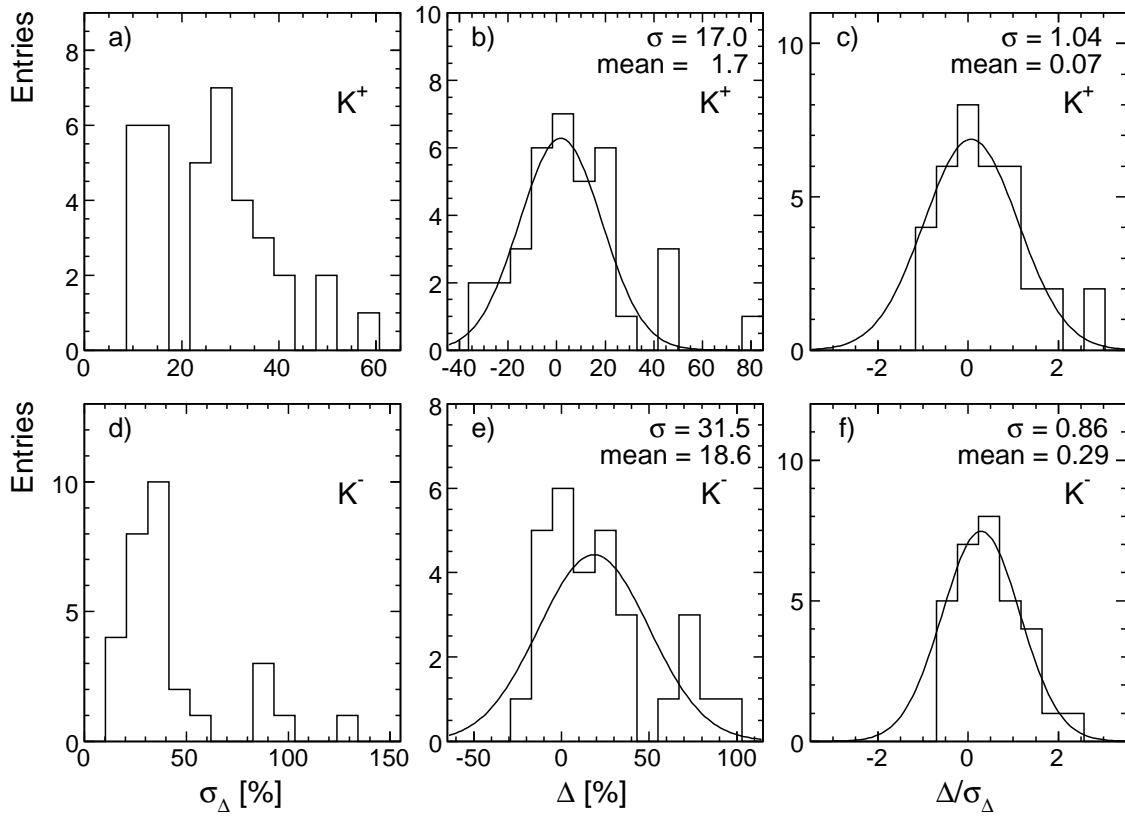 Entries
a)
K+
0 2 4 6 8
0 20 40 60
b)
σ = 17.0
mean = 1.7
K+
0 2 4 6 8 10
-40 -20 0 20 40 60 80
c)
σ = 1.04
mean = 0.07
K+
0 5 10
-2 0 2
Entries
d)
K-
0 5 10
0 50 100 150
σΔ [%]
e)
σ = 31.5
mean = 18.6
K-
0 2 4 6 8
-50 0 50 100
Δ [%]
f)
σ = 0.86
mean = 0.29
K-
0 5 10
-2 0 2
Δ/σΔ